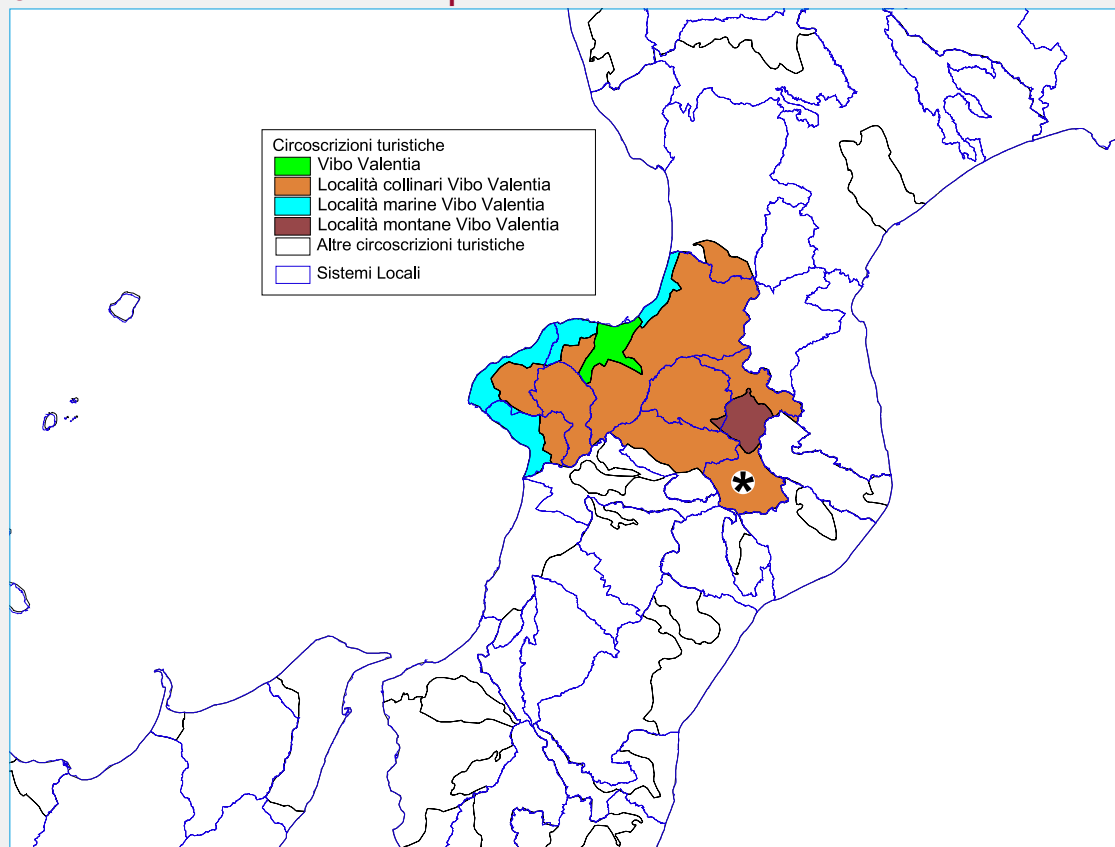 Circoscrizioni turistiche
Vibo Valentia
Località collinari Vibo Valentia
Località marine Vibo Valentia
Località montane Vibo Valentia
Altre circoscrizioni turistiche
Sistemi Locali
*